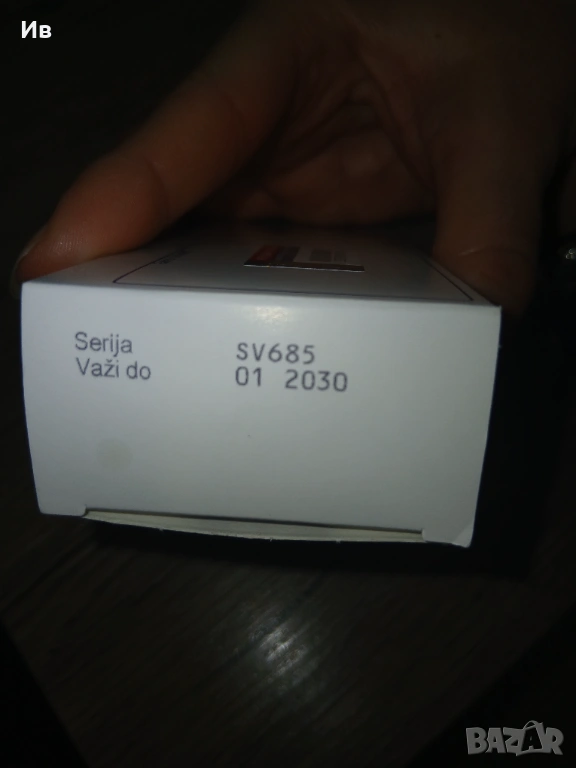 Ив
Serija SV685
Važi do 01 2030
BAZAR